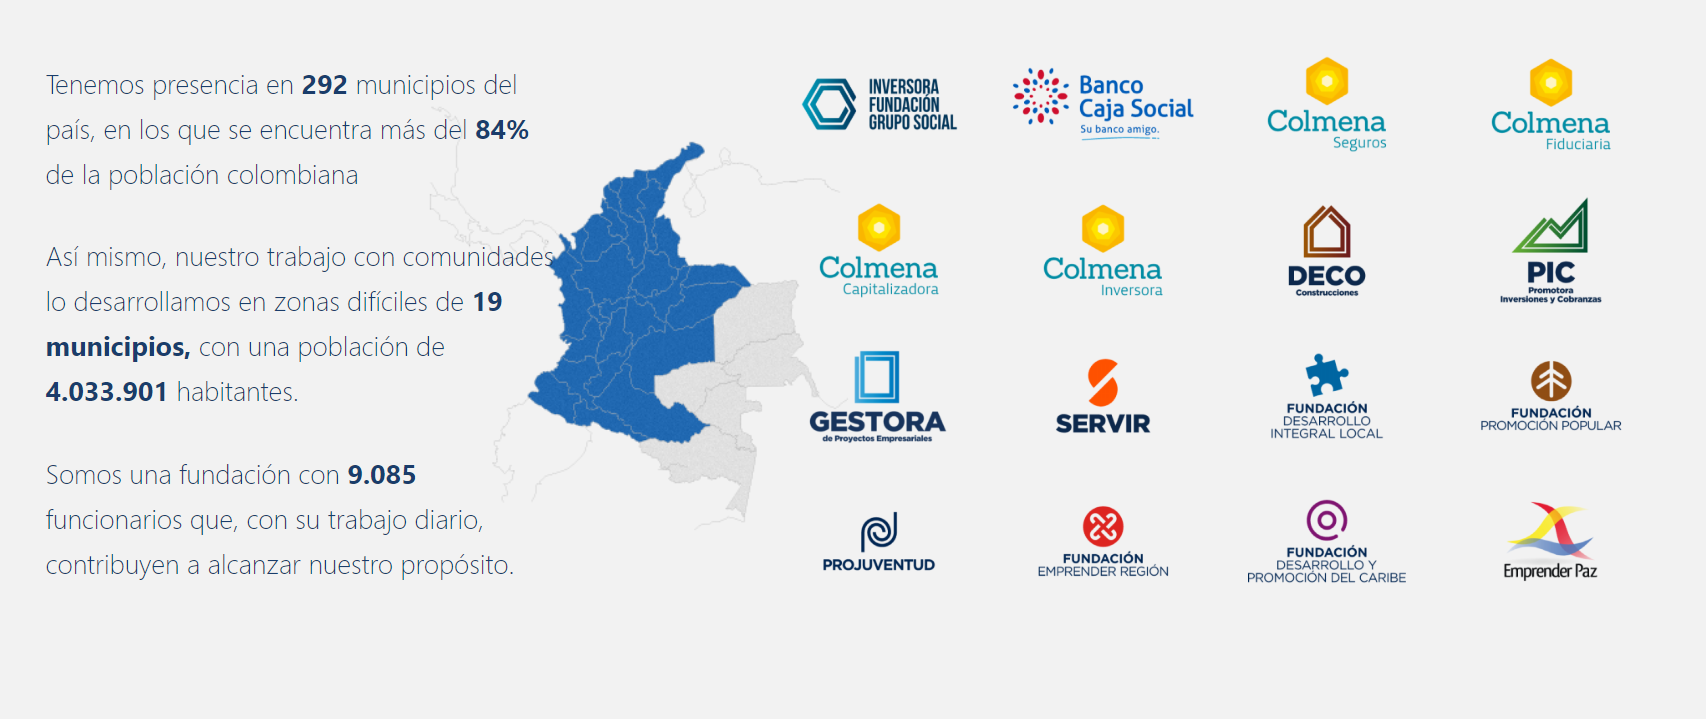 Tenemos presencia en 292 municipios del
país, en los que se encuentra más del 84%
de la población colombiana
Así mismo, nuestro trabajo con comunidades
lo desarrollamos en zonas difíciles de 19
municipios, con una población de
4.033.901 habitantes.
Somos una fundación con 9.085
funcionarios que, con su trabajo diario,
contribuyen a alcanzar nuestro propósito.
INVERSORA
FUNDACIÓN
GRUPO SOCIAL
Banco
Caja Social
Su banco amigo.
Colmena
Seguros
Colmena
Fiduciaria
Colmena
Capitalizadora
Colmena
Inversora
DECO
Construcciones
PIC
Promotora
Inversiones y Cobranzas
GESTORA
de Proyectos Empresariales
SERVIR
FUNDACIÓN
DESARROLLO
INTEGRAL LOCAL
FUNDACIÓN
PROMOCIÓN POPULAR
PROJUVENTUD
FUNDACIÓN
EMPRENDER REGIÓN
FUNDACIÓN
DESARROLLO Y
PROMOCIÓN DEL CARIBE
Emprender Paz